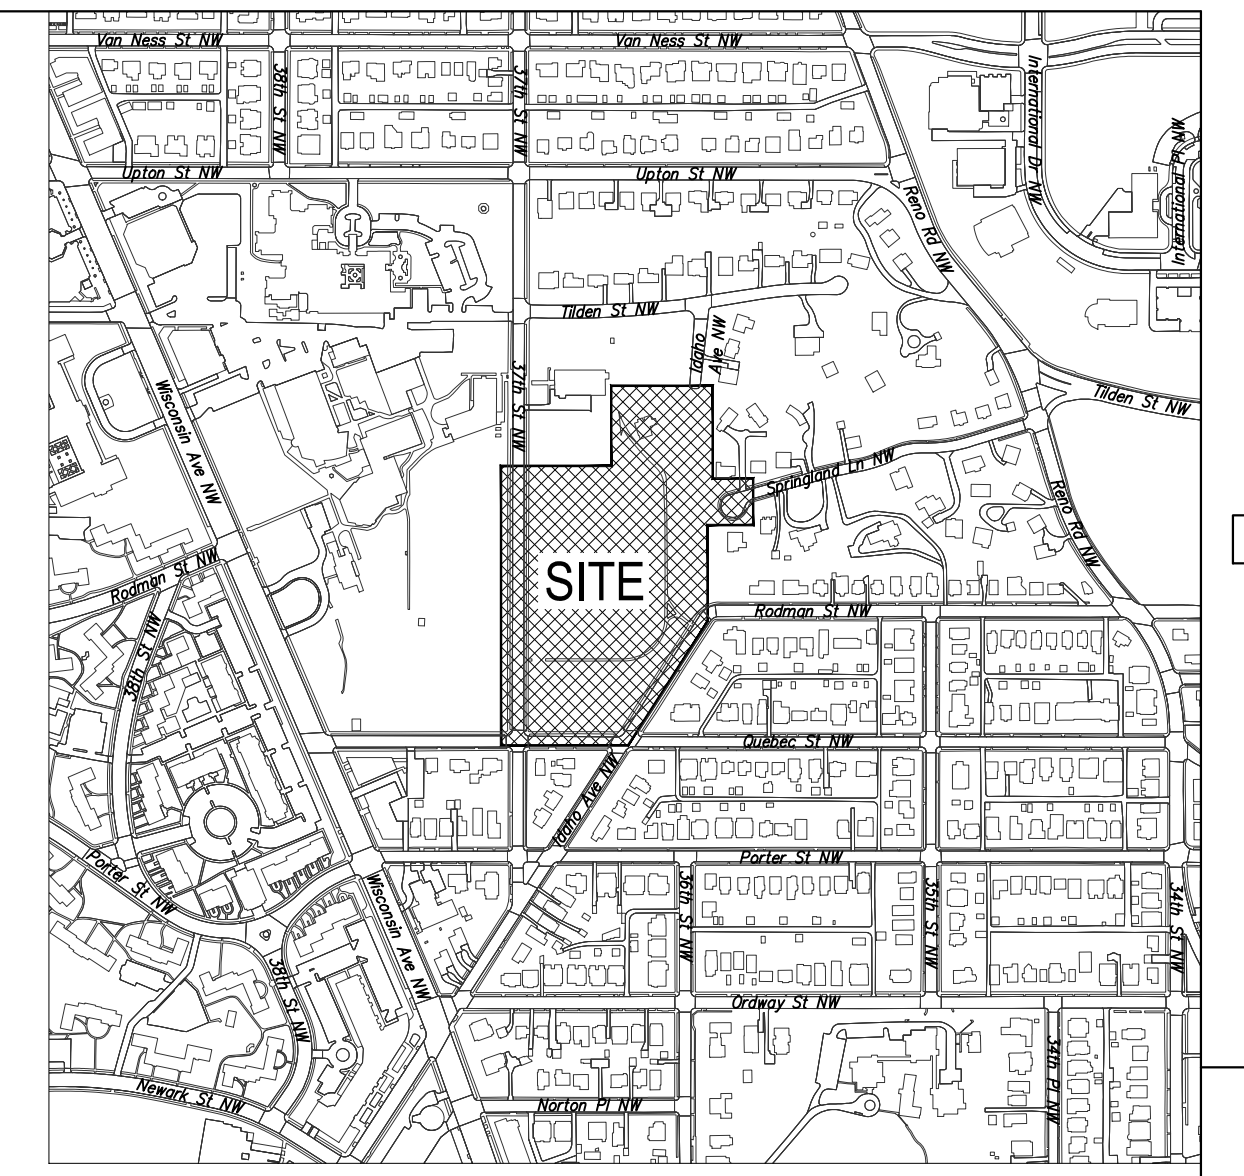 Van Ness St NW
Van Ness St NW
38th St NW
37th St NW
International Dr NW
International Pl NW
Upton St NW
Upton St NW
Reno Rd NW
Tilden St NW
Idaho
Ave NW
Wisconsin Ave NW
37th St NW
Tilden St NW
Springland Ln NW
Reno Rd NW
Rodman St NW
SITE
Rodman St NW
38th St NW
Quebec St NW
Idaho Ave NW
Porter St NW
Porter St NW
Wisconsin Ave NW
36th St NW
35th St NW
34th St NW
38th St NW
Ordway St NW
34th Pl NW
Newark St NW
Norton Pl NW